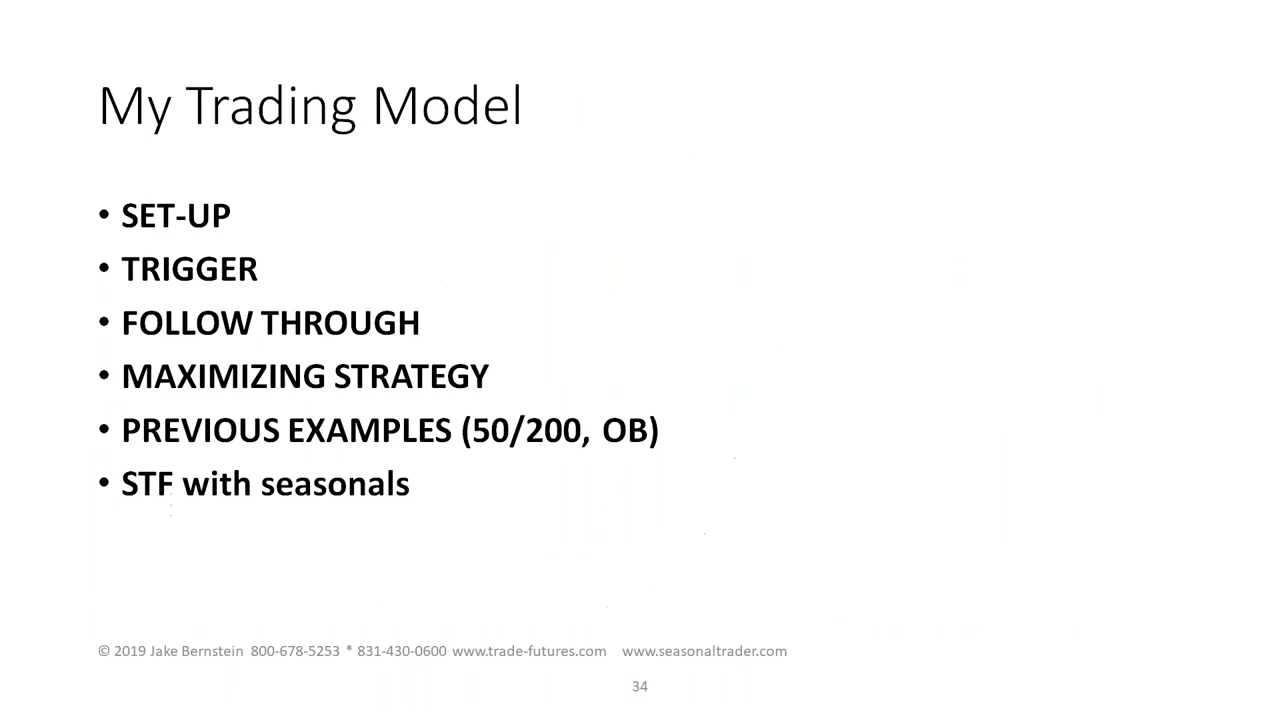 My Trading Model
• SET-UP
• TRIGGER
• FOLLOW THROUGH
• MAXIMIZING STRATEGY
• PREVIOUS EXAMPLES (50/200, OB)
• STF with seasonals
© 2019 Jake Bernstein 800-678-5253 * 831-430-0600 www.trade-futures.com www.seasonaltrader.com
34